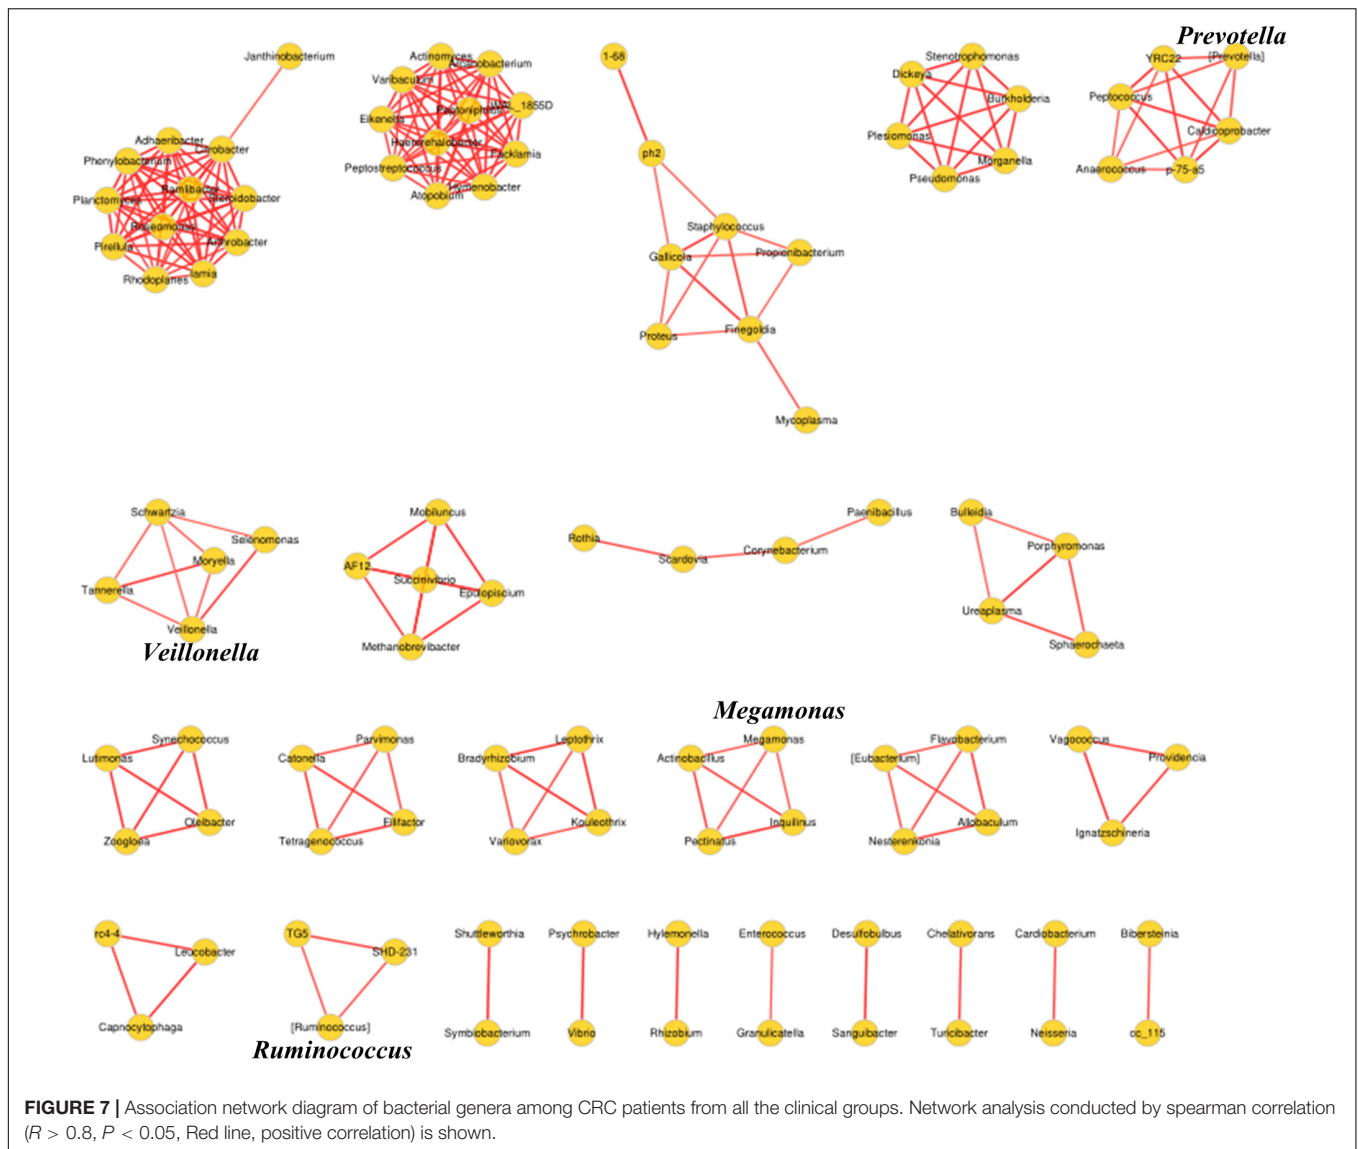 Prevotella
Janthinobacterium
Adhaeribacter
Phenylobacterium
Planctomyces
Ramlibacter
Steroidobacter
Roseomonas
Pirellula
Arthrobacter
Rhodoplanes
Iamia
Actinomyces
Varibaculum
WAL_1855D
Peptoniphilus
Eikenella
Facklamia
Peptostreptococcus
Atopobium
Hymenobacter
1-68
ph2
Staphylococcus
Gallicola
Propionibacterium
Proteus
Finegoldia
Mycoplasma
Stenotrophomonas
Dickeya
Burkholderia
Plesiomonas
Morganella
Pseudomonas
YRC22
[Prevotella]
Peptococcus
Caldicoprobacter
Anaerococcus
p-75-a5
Schwartzia
Selenomonas
Moryella
Tannerella
Veillonella
Veillonella
Mobiluncus
AF12
Succinivibrio
Epulopiscium
Methanobrevibacter
Rothia
Scardovia
Corynebacterium
Paenibacillus
Bulleidia
Porphyromonas
Ureaplasma
Sphaerochaeta
Synechococcus
Lutimonas
Oleibacter
Zoogloea
Parvimonas
Catonella
Filifactor
Tetragenococcus
Leptothrix
Bradyrhizobium
Kouleothrix
Variovorax
Megamonas
Megamonas
Actinobacillus
Inquilinus
Pectinatus
Flavobacterium
[Eubacterium]
Allobaculum
Nesterenkonia
Vagococcus
Providencia
Ignatzschineria
rc4-4
Leucobacter
Capnocytophaga
TG5
SHD-231
[Ruminococcus]
Ruminococcus
Shuttleworthia
Symbiobacterium
Psychrobacter
Vibrio
Hylemonella
Rhizobium
Enterococcus
Granulicatella
Desulfobulbus
Sanguibacter
Chelativorans
Turicibacter
Cardiobacterium
Neisseria
Bibersteinia
cc_115
FIGURE 7 | Association network diagram of bacterial genera among CRC patients from all the clinical groups. Network analysis conducted by spearman correlation
(R > 0.8, P < 0.05, Red line, positive correlation) is shown.